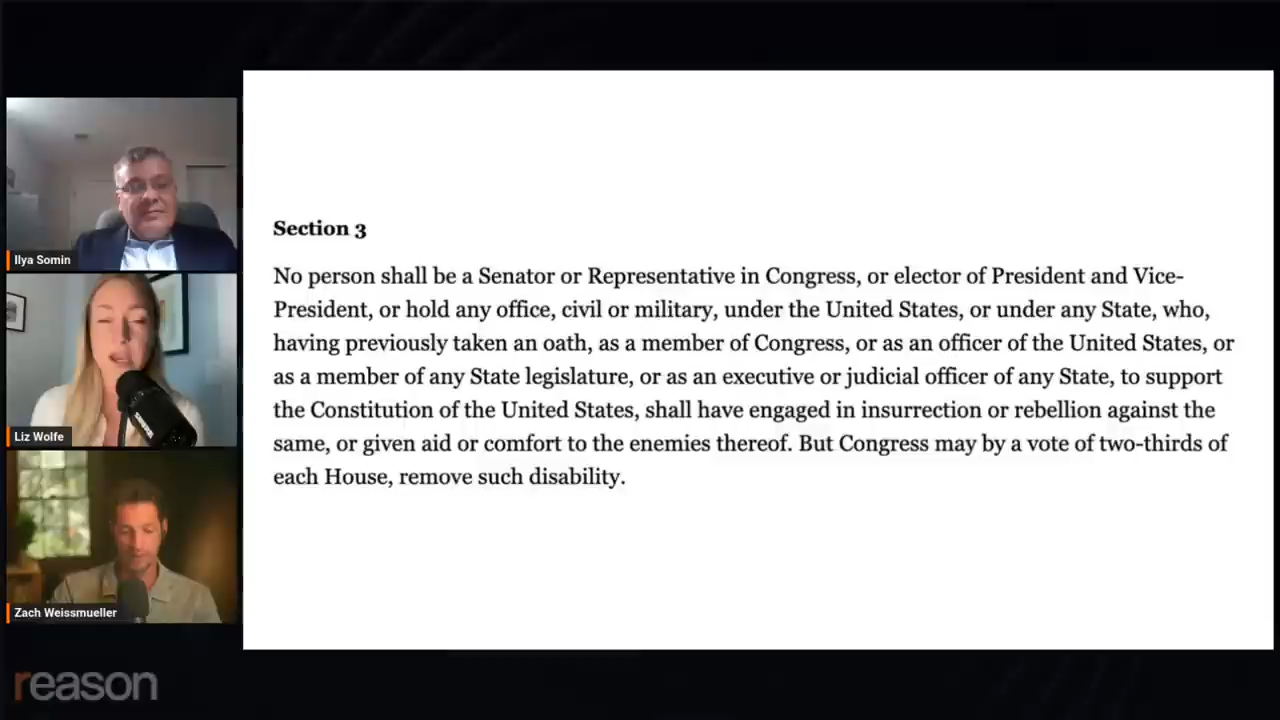 Ilya Somin
Liz Wolfe
Zach Weissmueller
reason
Section 3
No person shall be a Senator or Representative in Congress, or elector of President and Vice-
President, or hold any office, civil or military, under the United States, or under any State, who,
having previously taken an oath, as a member of Congress, or as an officer of the United States, or
as a member of any State legislature, or as an executive or judicial officer of any State, to support
the Constitution of the United States, shall have engaged in insurrection or rebellion against the
same, or given aid or comfort to the enemies thereof. But Congress may by a vote of two-thirds of
each House, remove such disability.